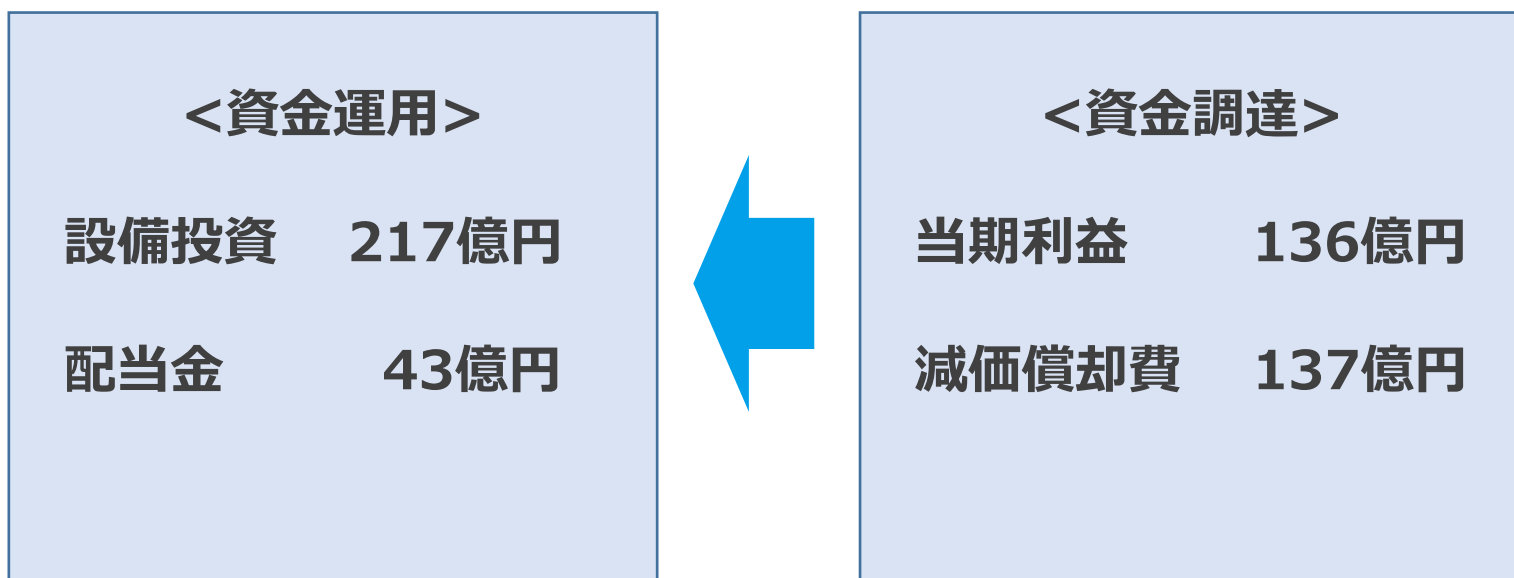 <資金運用>
設備投資 217億円
配当金 43億円
<資金調達>
当期利益 136億円
減価償却費 137億円